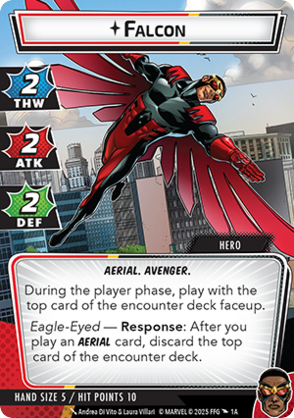 Falcon
2
THW
2
ATK
2
DEF
HERO
AERIAL. AVENGER.
During the player phase, play with the
top card of the encounter deck faceup.
Eagle-Eyed — Response: After you
play an AERIAL card, discard the top
card of the encounter deck.
HAND SIZE 5 / HIT POINTS 10
Andrea Di Vito & Laura Villari © MARVEL © 2025 FFG 1A